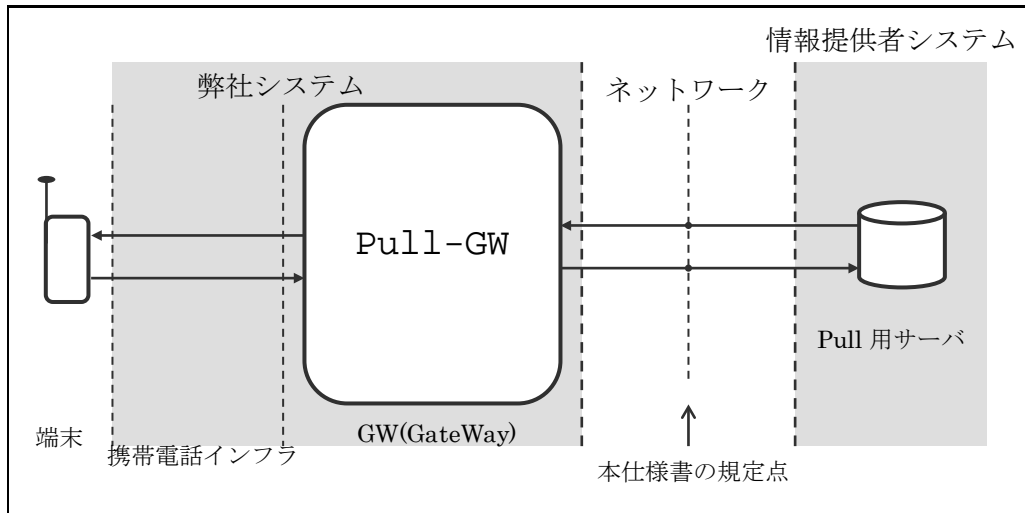 情報提供者システム
弊社システム
ネットワーク
Pull-GW
Pull 用サーバ
端末
携帯電話インフラ
GW(GateWay)
本仕様書の規定点